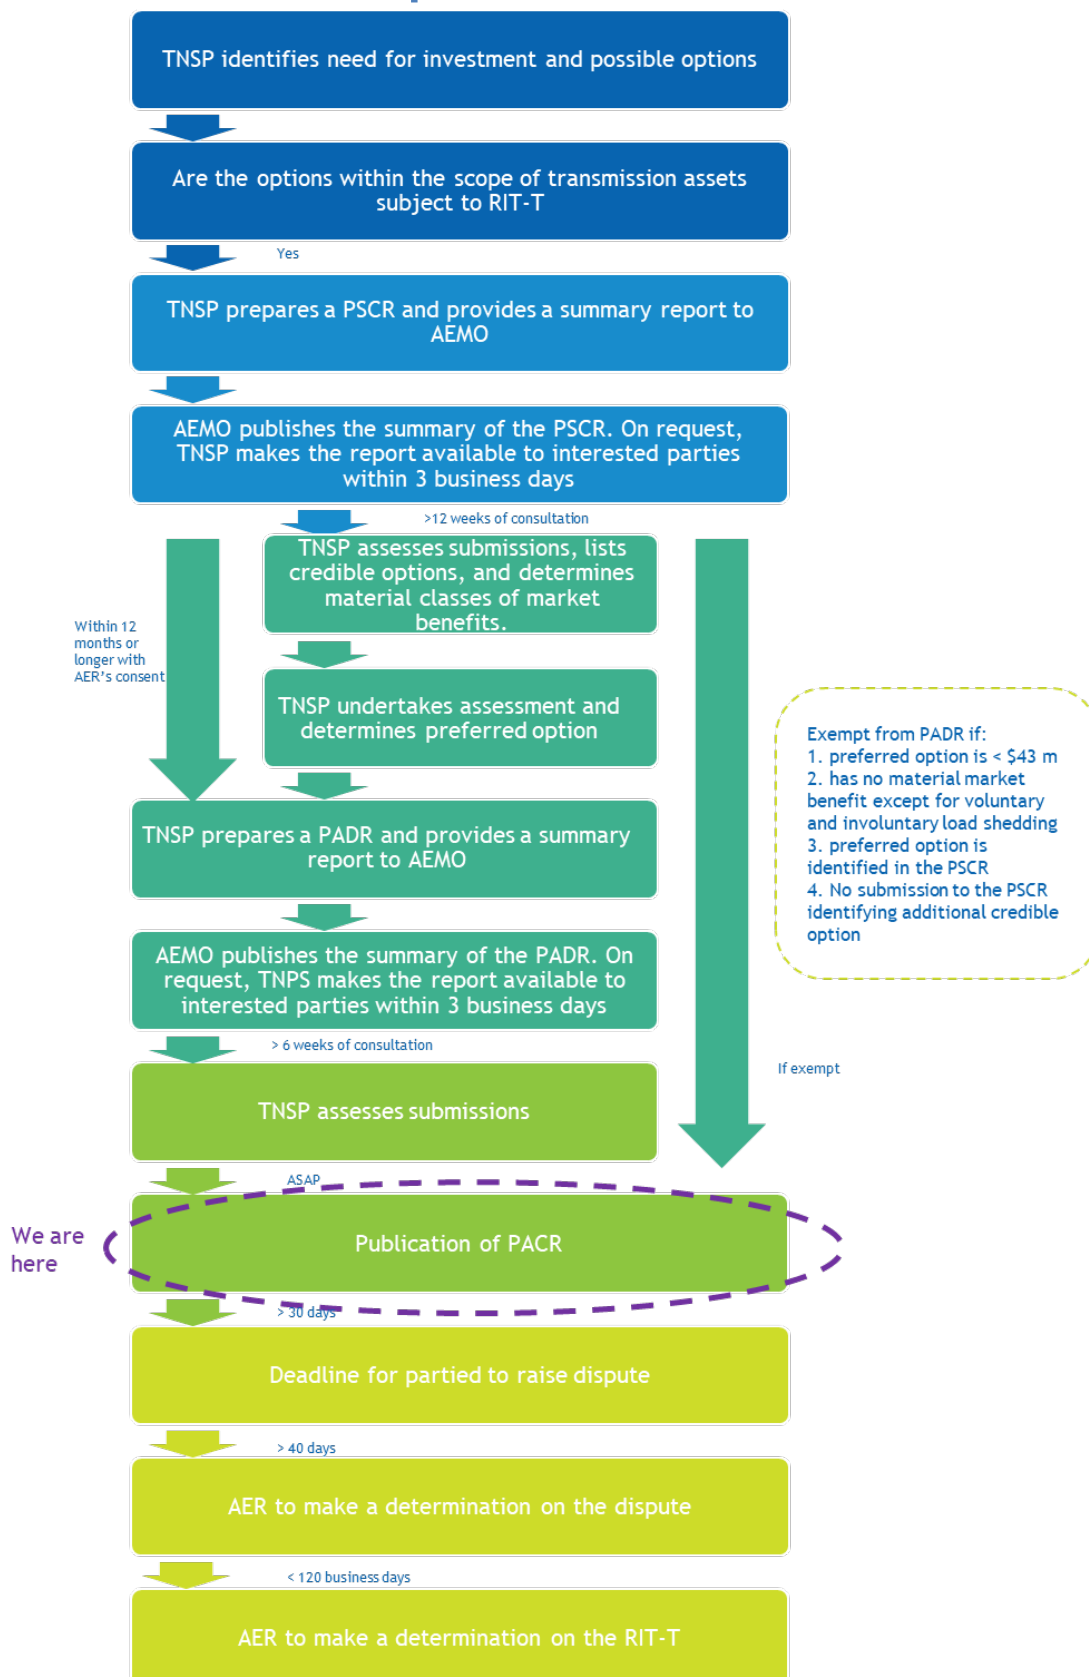 TNSP identifies need for investment and possible options
Are the options within the scope of transmission assets
subject to RIT-T
Yes
TNSP prepares a PSCR and provides a summary report to
AEMO
AEMO publishes the summary of the PSCR. On request,
TNSP makes the report available to interested parties
within 3 business days
>12 weeks of consultation
TNSP assesses submissions, lists
credible options, and determines
material classes of market
benefits.
Within 12
months or
longer with
AER's consent
TNSP undertakes assessment and
determines preferred option
Exempt from PADR if:
1. preferred option is < $43 m
2. has no material market
benefit except for voluntary
and involuntary load shedding
3. preferred option is
identified in the PSCR
4. No submission to the PSCR
identifying additional credible
option
TNSP prepares a PADR and provides a summary
report to AEMO
AEMO publishes the summary of the PADR. On
request, TNPS makes the report available to
interested parties within 3 business days
> 6 weeks of consultation
If exempt
TNSP assesses submissions
ASAP
We are
here
Publication of PACR
> 30 days
Deadline for partied to raise dispute
> 40 days
AER to make a determination on the dispute
< 120 business days
AER to make a determination on the RIT-T